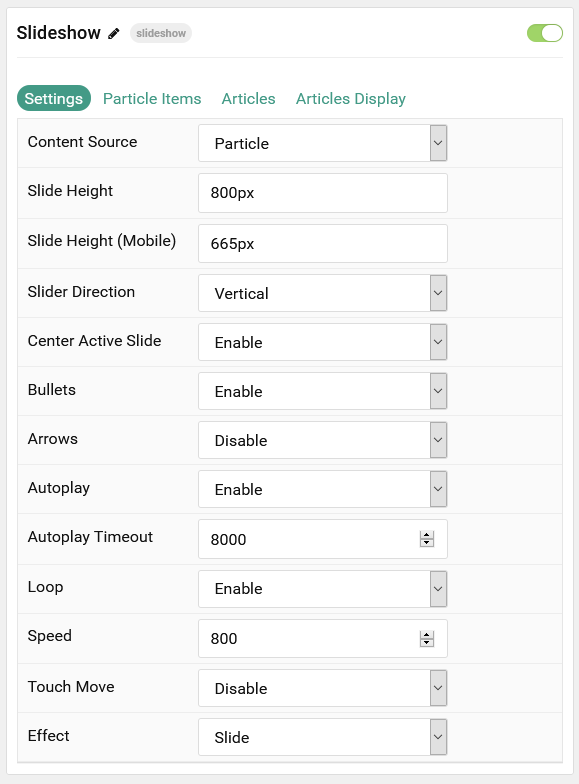 Slideshow slideshow
Settings Particle Items Articles Articles Display
Content Source Particle
Slide Height 800px
Slide Height (Mobile) 665px
Slider Direction Vertical
Center Active Slide Enable
Bullets Enable
Arrows Disable
Autoplay Enable
Autoplay Timeout 8000
Loop Enable
Speed 800
Touch Move Disable
Effect Slide